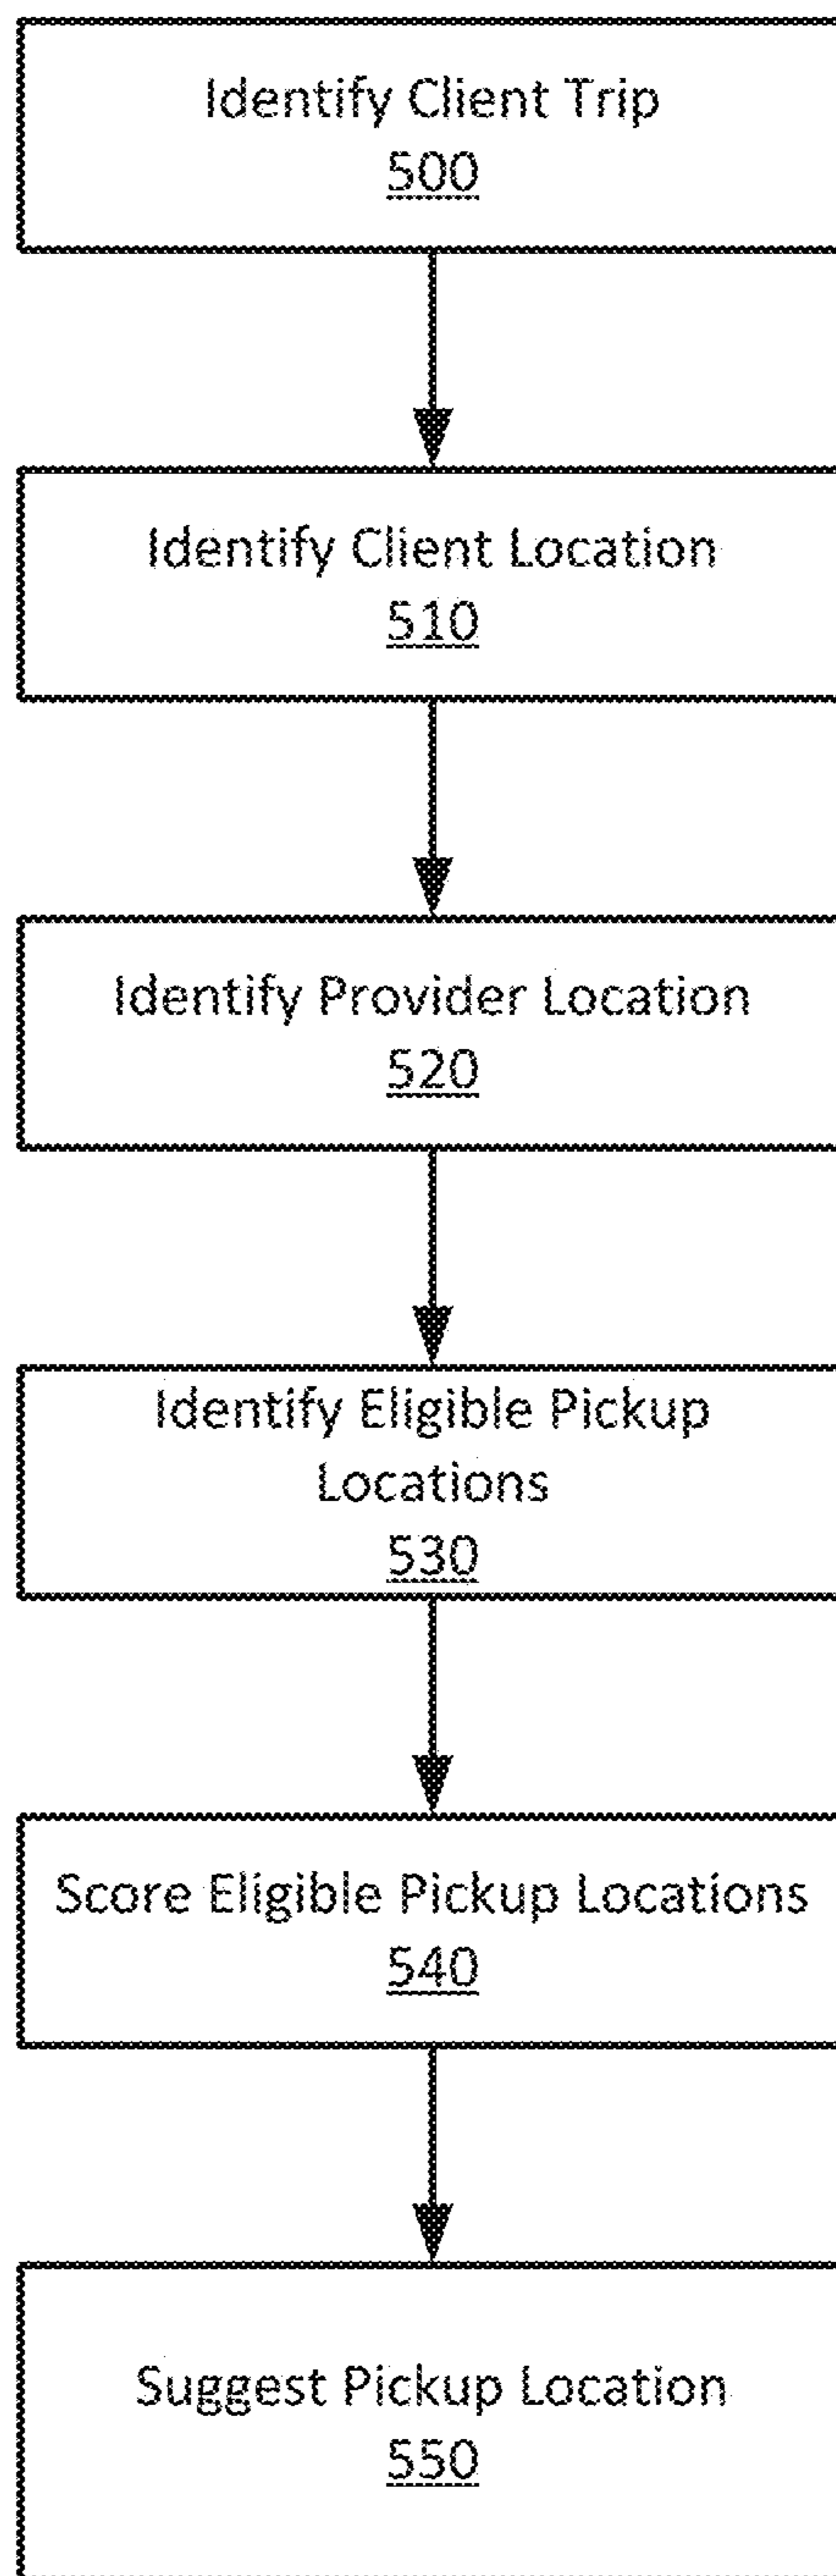 Identify Client Trip
500
Identify Client Location
510
Identify Provider Location
520
Identify Eligible Pickup
Locations
530
Score Eligible Pickup Locations
540
Suggest Pickup Location
550